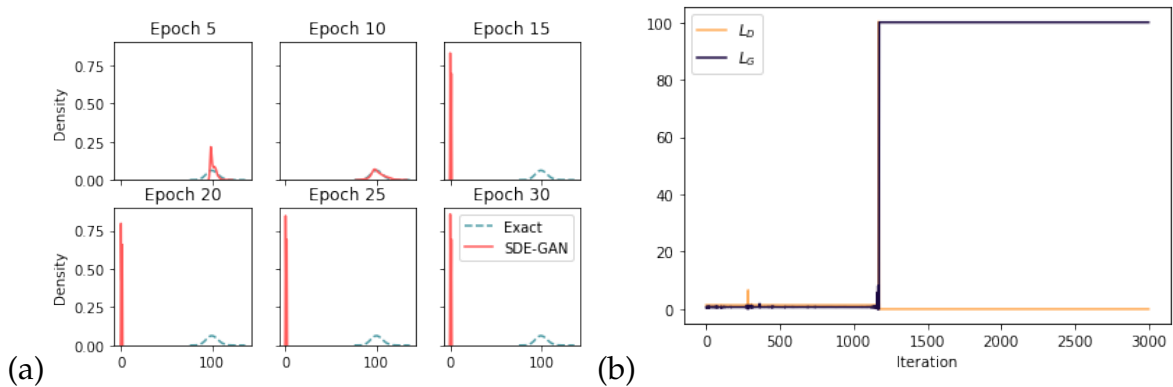 Epoch 5 Epoch 10 Epoch 15
Density
0.75
0.50
0.25
0.00
Epoch 20 Epoch 25 Epoch 30
Density
0.75
0.50
0.25
0.00
Exact
SDE-GAN
0 100 0 100 0 100
(a)
100
80
60
40
20
0
L_D
L_G
0 500 1000 1500 2000 2500 3000
Iteration
(b)